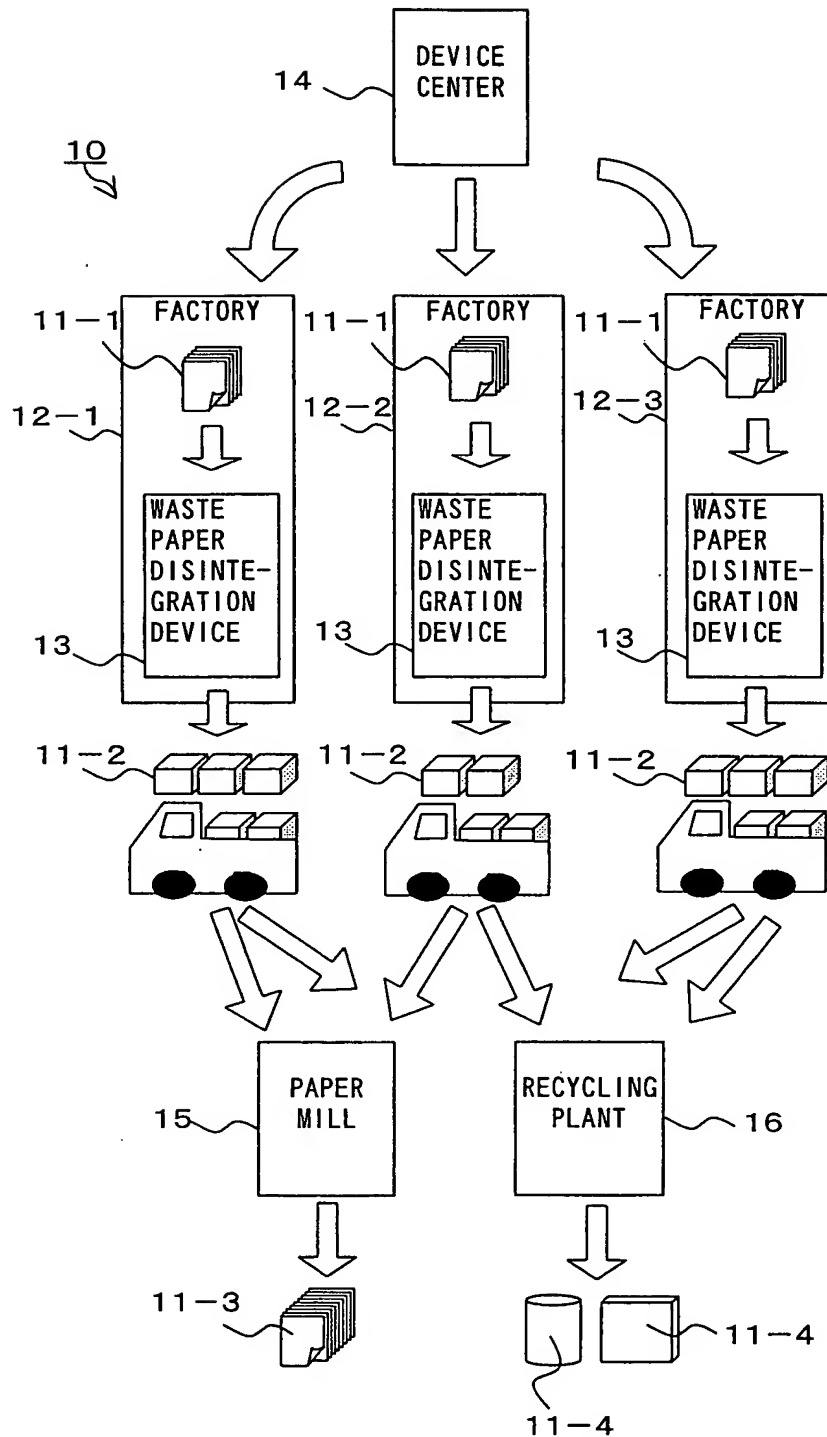 DEVICE
CENTER
14
10
FACTORY
FACTORY
FACTORY
11-1
11-1
11-1
12-1
12-2
12-3
WASTE
PAPER
DISINTE-
GRATION
DEVICE
WASTE
PAPER
DISINTE-
GRATION
DEVICE
WASTE
PAPER
DISINTE-
GRATION
DEVICE
13
13
13
11-2
11-2
11-2
PAPER
MILL
15
RECYCLING
PLANT
16
11-3
11-4
11-4